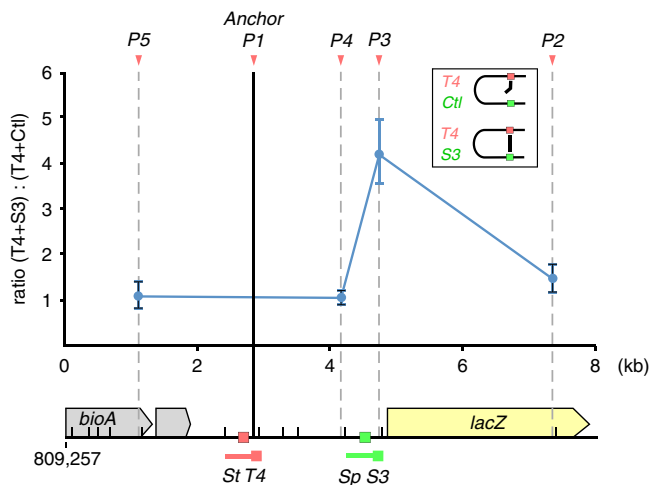 Anchor
P5 P1 P4 P3 P2
6
5
4
3
2
1
ratio (T4+S3) : (T4+Ctl)
T4
Ctl
T4
S3
0 2 4 6 8 (kb)
bioA lacZ
809,257
St T4 Sp S3